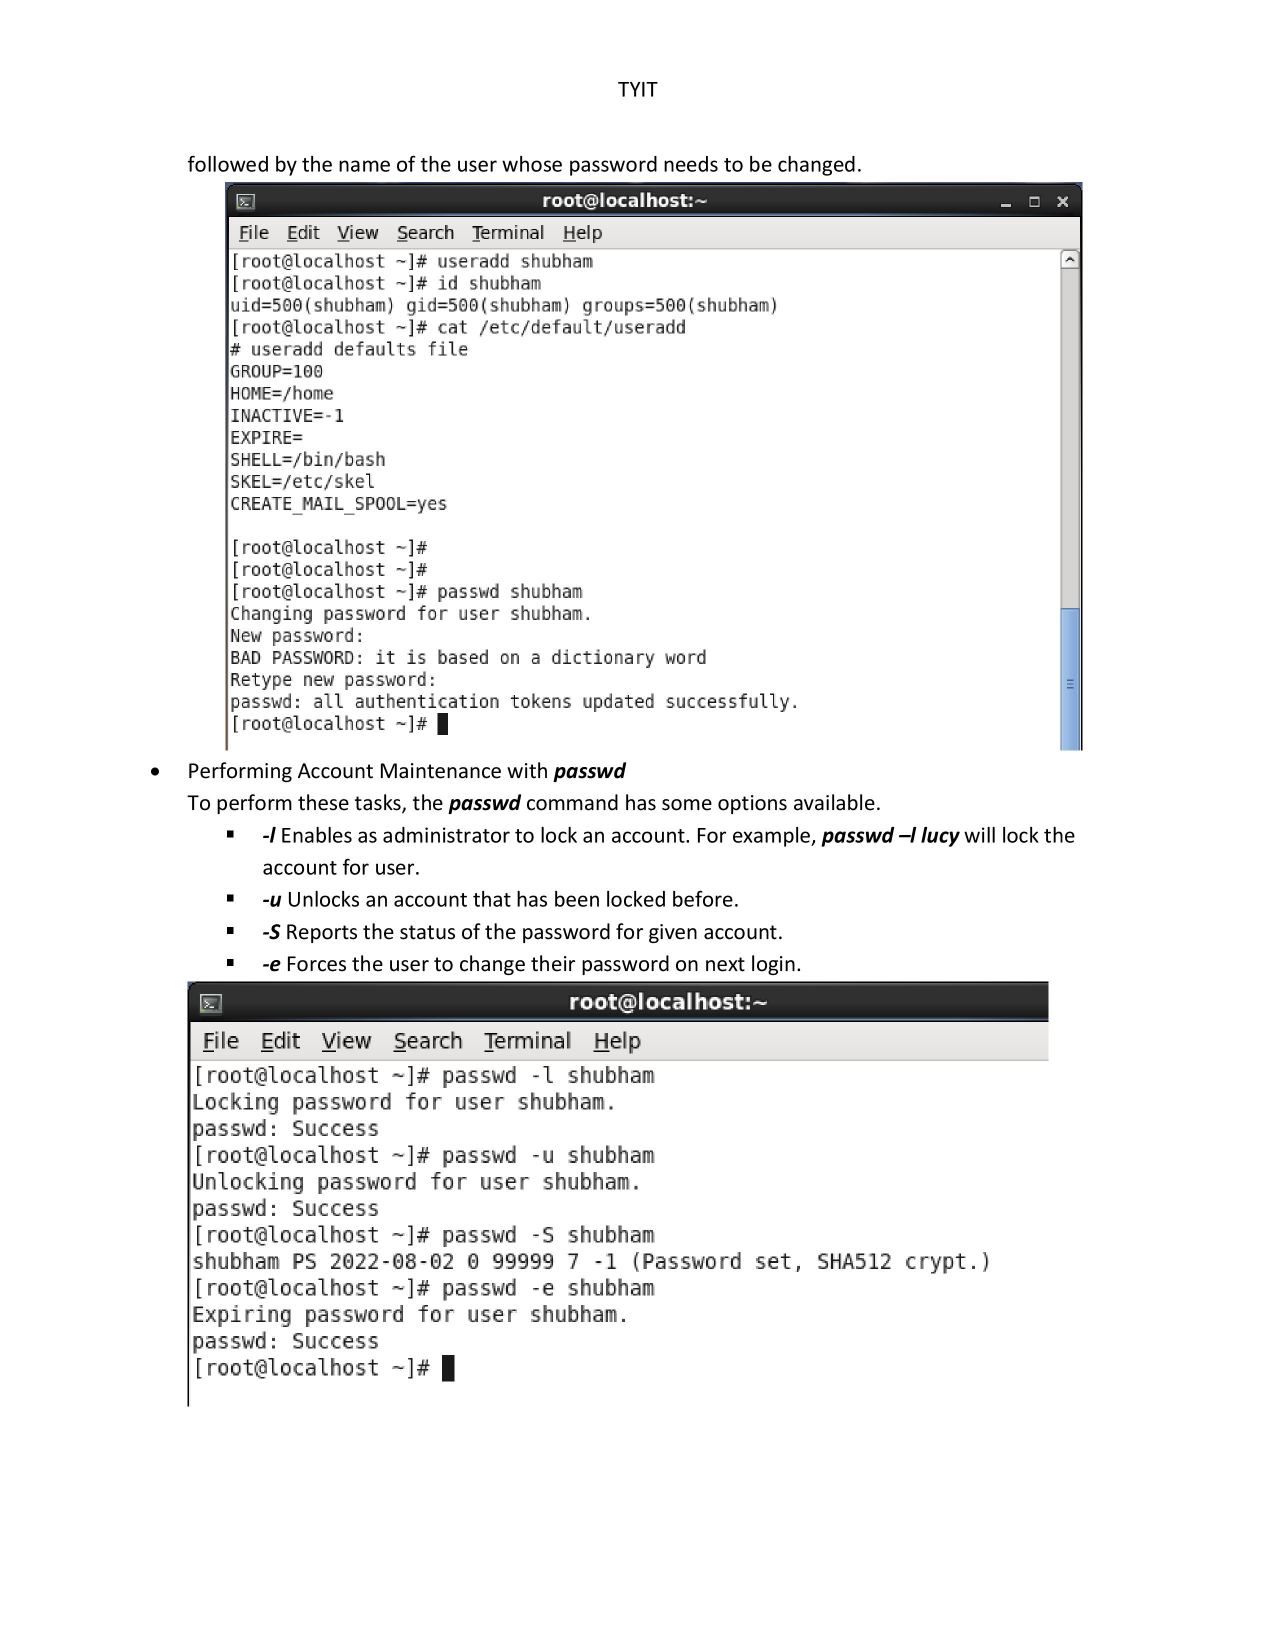 TYIT
followed by the name of the user whose password needs to be changed.
root@localhost:~
File Edit View Search Terminal Help
[root@localhost ~]# useradd shubham
[root@localhost ~]# id shubham
uid=500(shubham) gid=500(shubham) groups=500(shubham)
[root@localhost ~]# cat /etc/default/useradd
# useradd defaults file
GROUP=100
HOME=/home
INACTIVE=-1
EXPIRE=
SHELL=/bin/bash
SKEL=/etc/skel
CREATE_MAIL_SPOOL=yes
[root@localhost ~]#
[root@localhost ~]#
[root@localhost ~]# passwd shubham
Changing password for user shubham.
New password:
BAD PASSWORD: it is based on a dictionary word
Retype new password:
passwd: all authentication tokens updated successfully.
[root@localhost ~]#
• Performing Account Maintenance with passwd
To perform these tasks, the passwd command has some options available.
▪ -l Enables as administrator to lock an account. For example, passwd –l lucy will lock the
account for user.
▪ -u Unlocks an account that has been locked before.
▪ -S Reports the status of the password for given account.
▪ -e Forces the user to change their password on next login.
root@localhost:~
File Edit View Search Terminal Help
[root@localhost ~]# passwd -l shubham
Locking password for user shubham.
passwd: Success
[root@localhost ~]# passwd -u shubham
Unlocking password for user shubham.
passwd: Success
[root@localhost ~]# passwd -S shubham
shubham PS 2022-08-02 0 99999 7 -1 (Password set, SHA512 crypt.)
[root@localhost ~]# passwd -e shubham
Expiring password for user shubham.
passwd: Success
[root@localhost ~]#